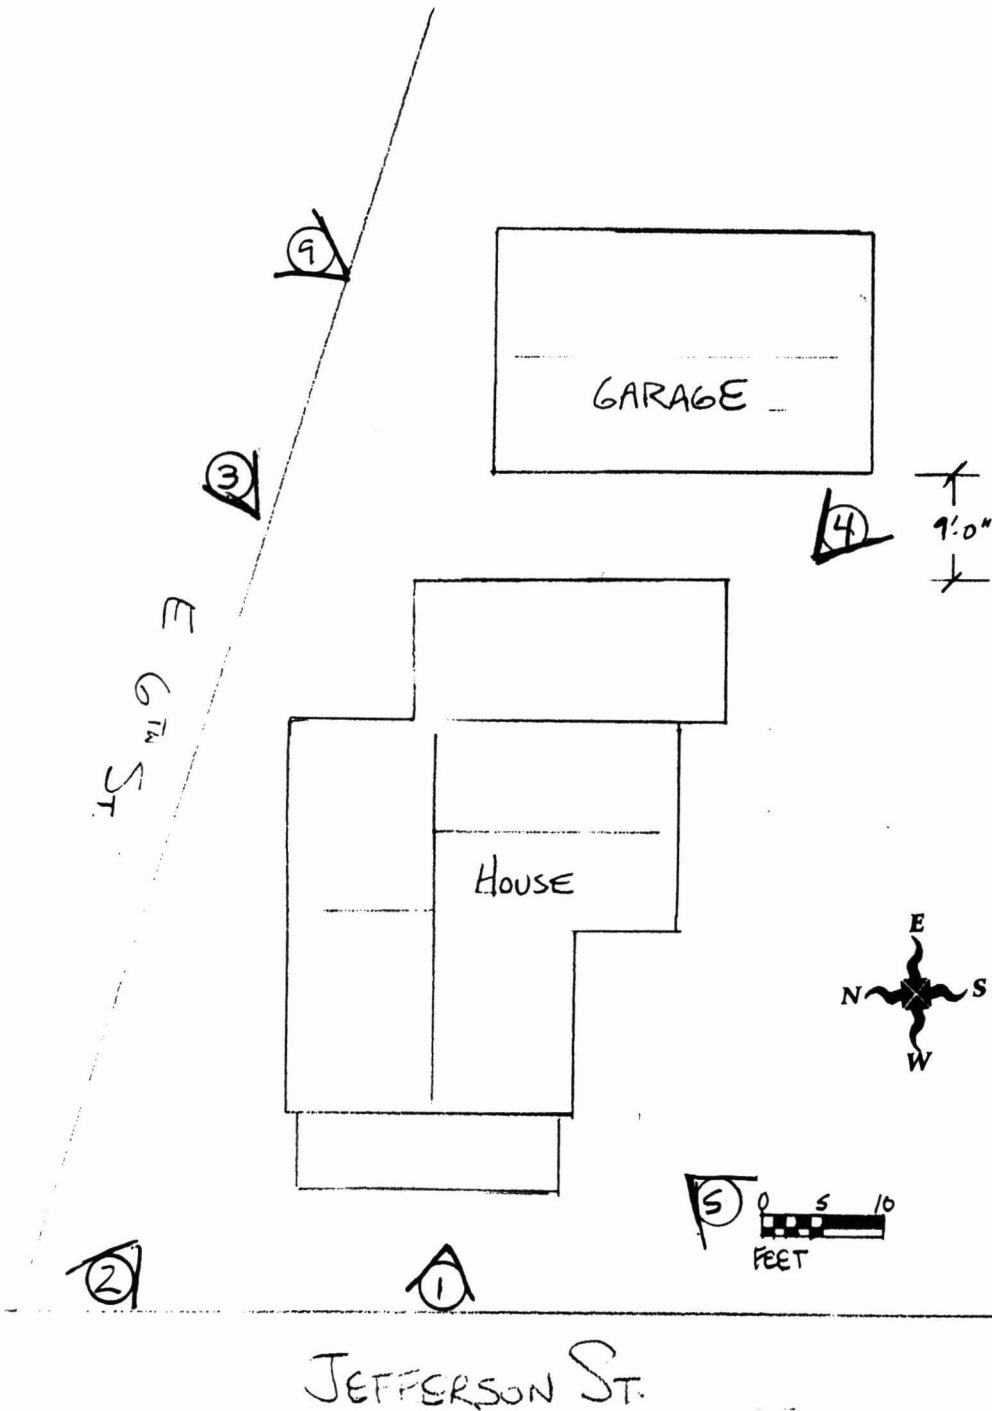 9
GARAGE
3
4
9'-0"
E 6TH ST.
HOUSE
E
N S
W
5
0 5 10
FEET
2
1
JEFFERSON ST.